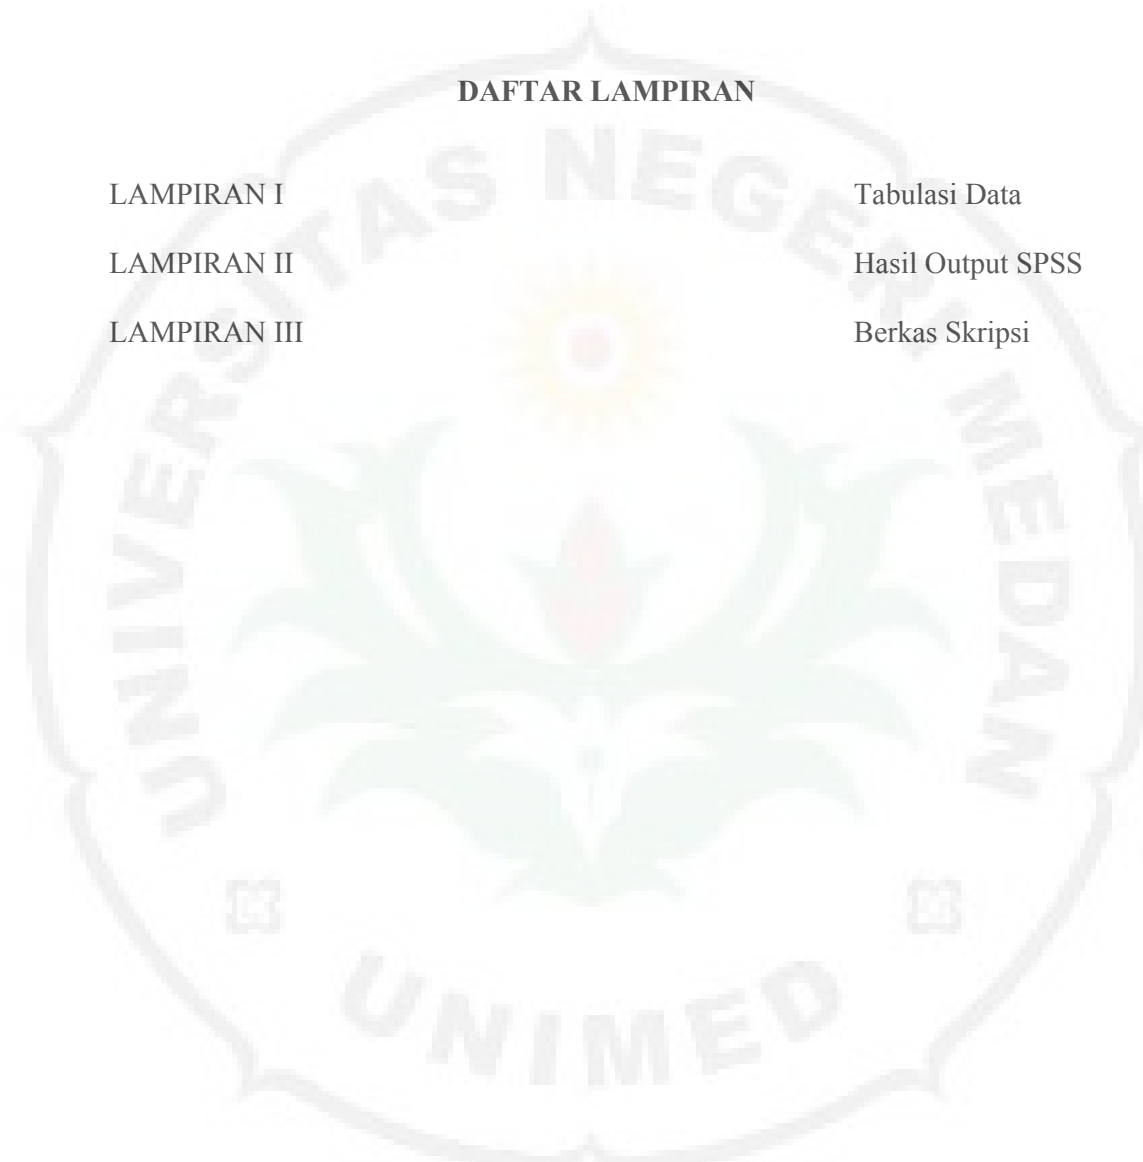 DAFTAR LAMPIRAN
LAMPIRAN I Tabulasi Data
LAMPIRAN II Hasil Output SPSS
LAMPIRAN III Berkas Skripsi
UNIVERSITAS NEGERI MEDAN
UNIMED